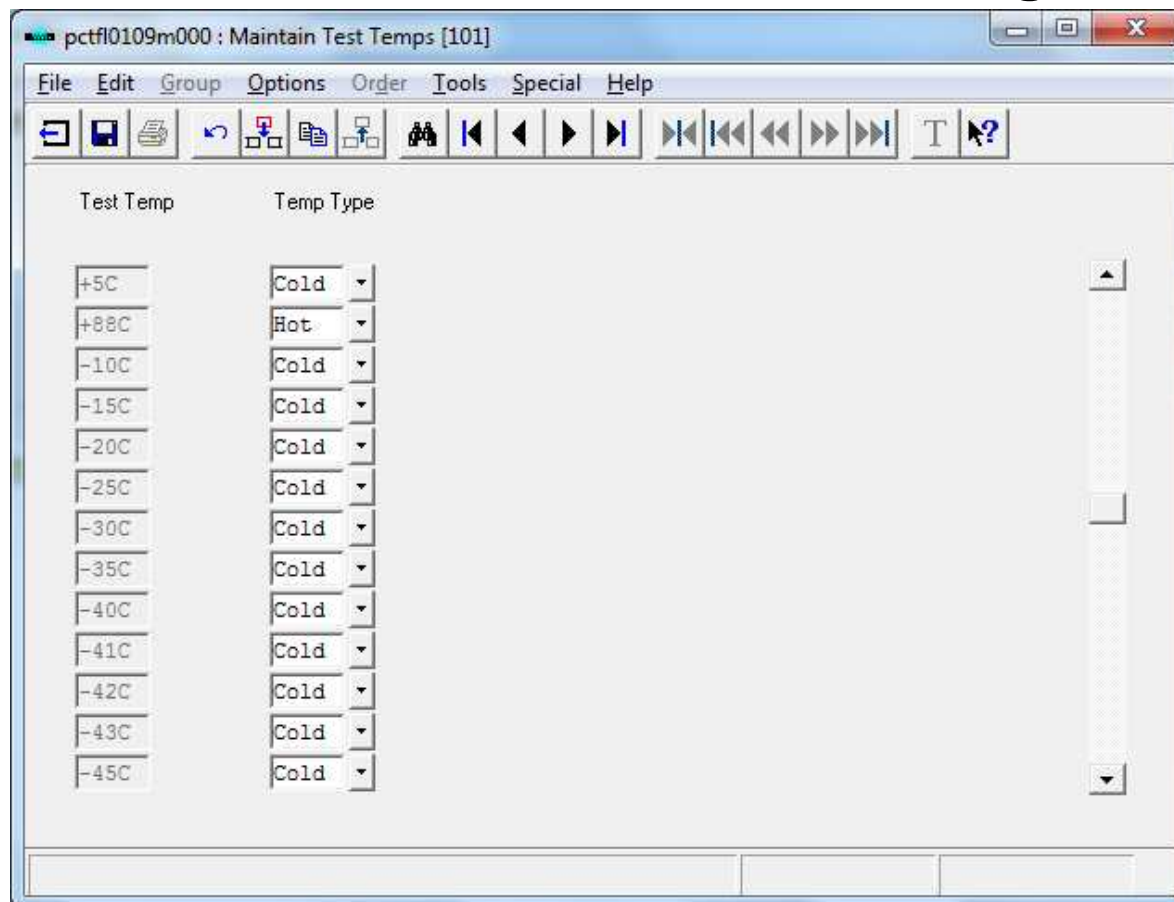 pctfl0109m000 : Maintain Test Temps [101]
File Edit Group Options Order Tools Special Help
T ?
Test Temp Temp Type
+5C Cold
+88C Hot
-10C Cold
-15C Cold
-20C Cold
-25C Cold
-30C Cold
-35C Cold
-40C Cold
-41C Cold
-42C Cold
-43C Cold
-45C Cold